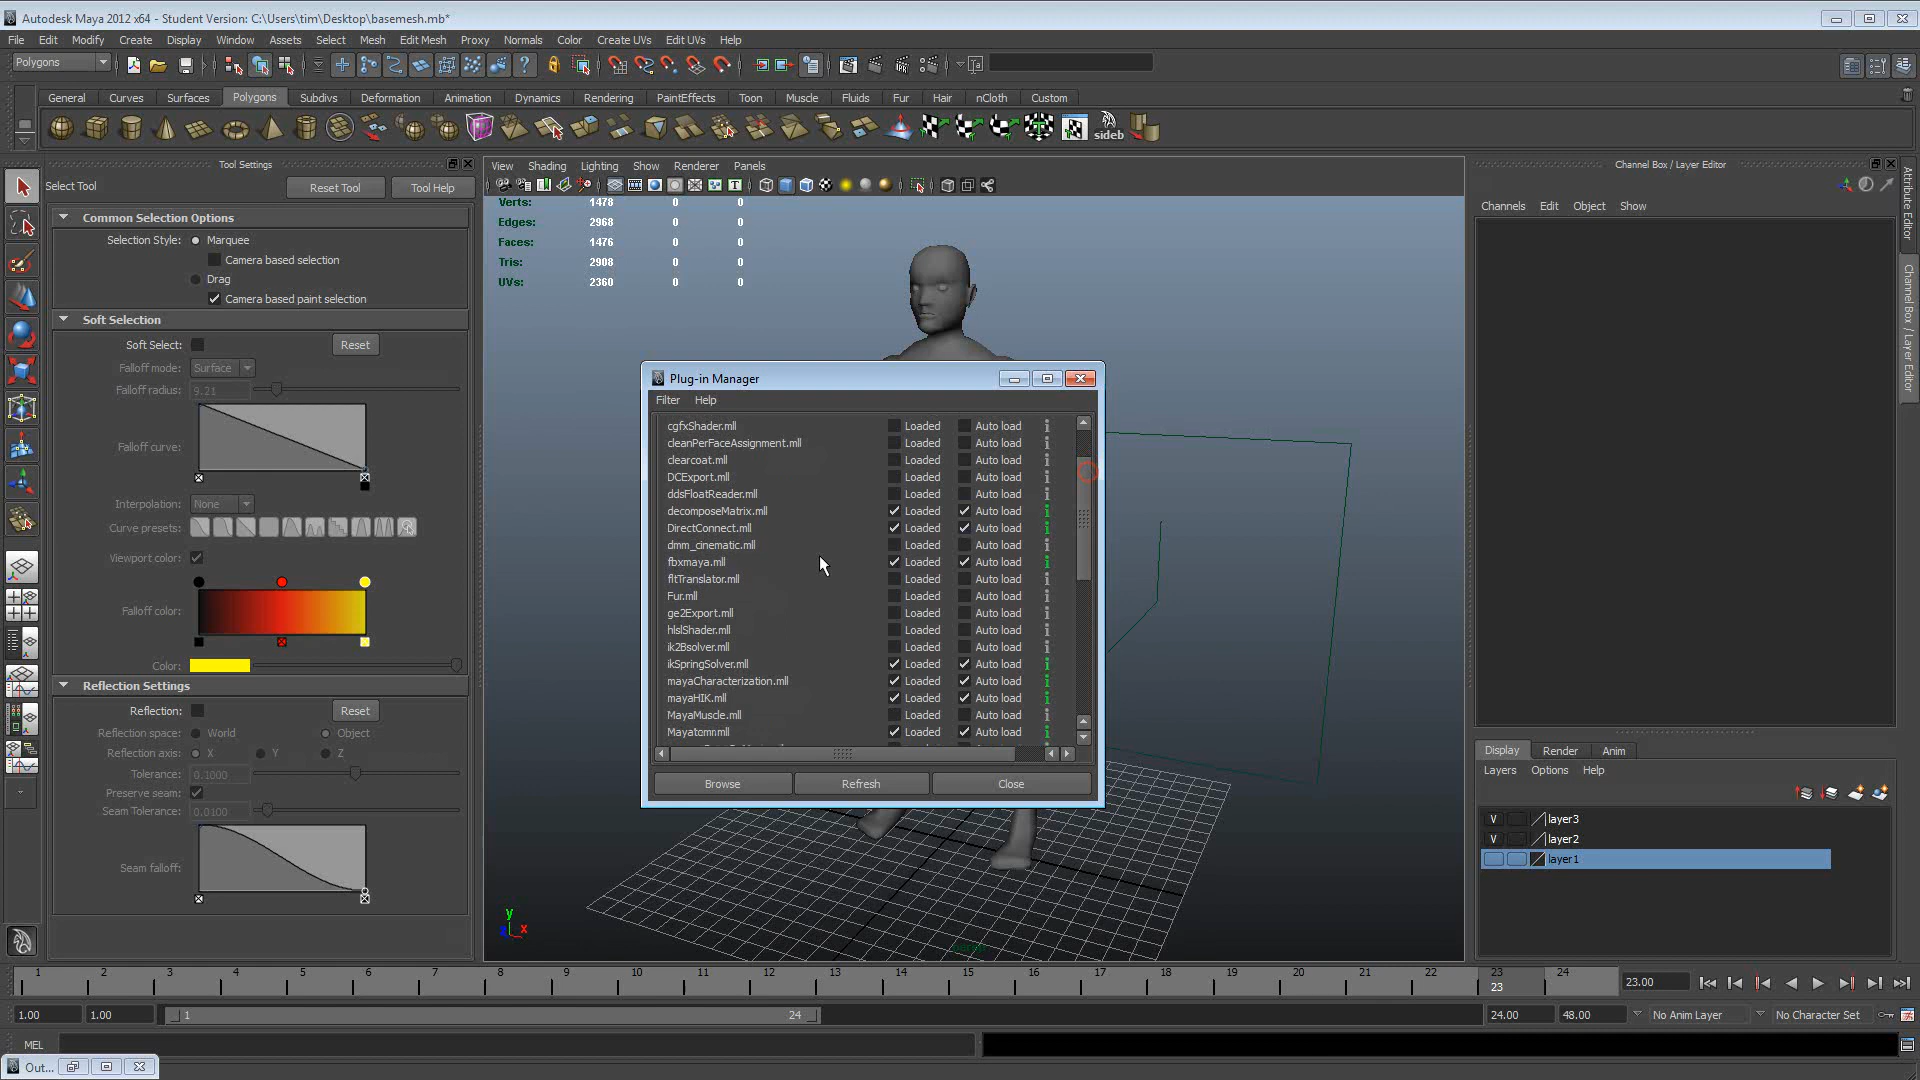 Autodesk Maya 2012 x64 - Student Version: C:\Users\tim\Desktop\basemesh.mb*
File Edit Modify Create Display Window Assets Select Mesh Edit Mesh Proxy Normals Color Create UVs Edit UVs Help
Polygons
General Curves Surfaces Polygons Subdivs Deformation Animation Dynamics Rendering PaintEffects Toon Muscle Fluids Fur Hair nCloth Custom
sideb
Tool Settings
Select Tool Reset Tool Tool Help
Common Selection Options
Selection Style: Marquee
Camera based selection
Drag
Camera based paint selection
Soft Selection
Soft Select: Reset
Falloff mode: Surface
Falloff radius: 9.21
Falloff curve:
Interpolation: None
Curve presets:
Viewport color:
Falloff color:
Color:
Reflection Settings
Reflection: Reset
Reflection space: World Object
Reflection axis: X Y Z
Tolerance: 0.1000
Preserve seam:
Seam Tolerance: 0.0100
Seam falloff:
View Shading Lighting Show Renderer Panels
Verts: 1478 0 0
Edges: 2968 0 0
Faces: 1476 0 0
Tris: 2908 0 0
UVs: 2360 0 0
Plug-in Manager
Filter Help
cgfxShader.mll Loaded Auto load i
cleanPerFaceAssignment.mll Loaded Auto load i
clearcoat.mll Loaded Auto load i
DCExport.mll Loaded Auto load i
ddsFloatReader.mll Loaded Auto load i
decomposeMatrix.mll Loaded Auto load i
DirectConnect.mll Loaded Auto load i
dmm_cinematic.mll Loaded Auto load i
fbxmaya.mll Loaded Auto load i
fltTranslator.mll Loaded Auto load i
Fur.mll Loaded Auto load i
ge2Export.mll Loaded Auto load i
hlslShader.mll Loaded Auto load i
ik2Bsolver.mll Loaded Auto load i
ikSpringSolver.mll Loaded Auto load i
mayaCharacterization.mll Loaded Auto load i
mayaHIK.mll Loaded Auto load i
MayaMuscle.mll Loaded Auto load i
Mayatomr.mll Loaded Auto load i
Browse Refresh Close
y
z x
persp
Channel Box / Layer Editor
Channels Edit Object Show
Attribute Editor
Channel Box / Layer Editor
Display Render Anim
Layers Options Help
V layer3
V layer2
layer1
1 2 3 4 5 6 7 8 9 10 11 12 13 14 15 16 17 18 19 20 21 22 23 24
23
23.00
1.00 1.00 1 24 24.00 48.00 No Anim Layer No Character Set
MEL
Out...